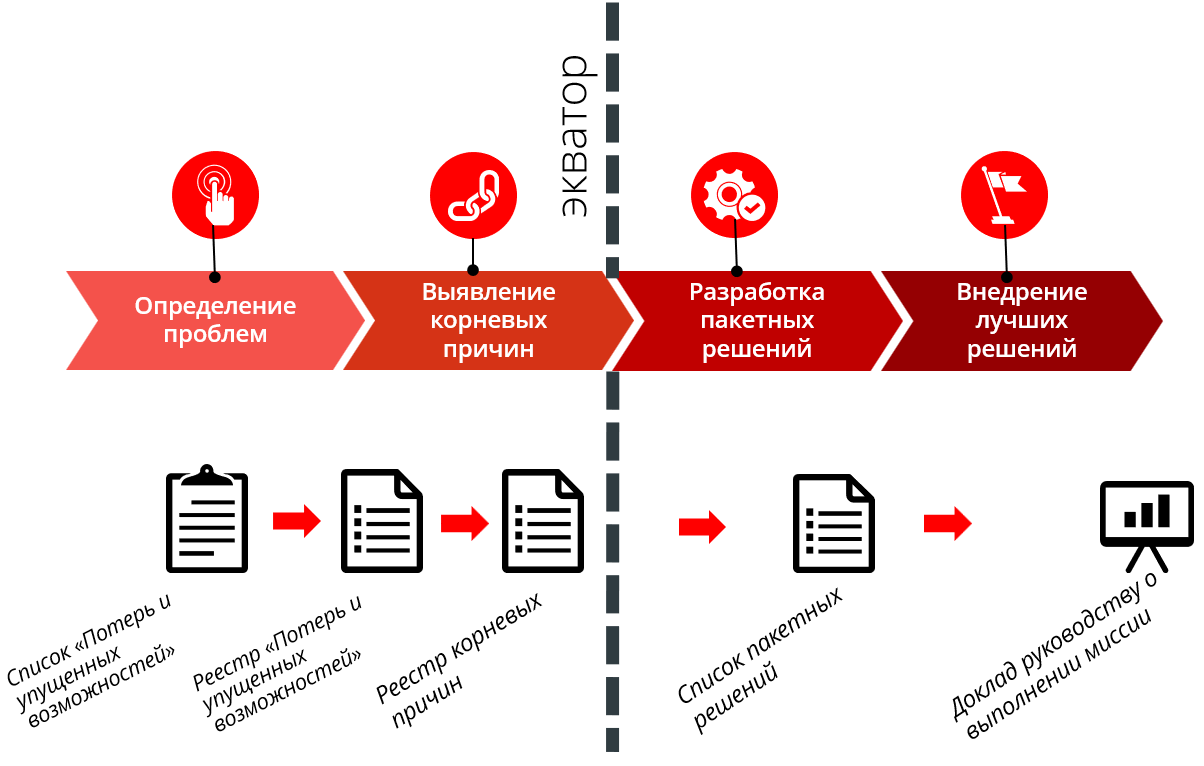 экватор
Определение
проблем
Выявление
корневых
причин
Разработка
пакетных
решений
Внедрение
лучших
решений
Список «Потерь и
упущенных
возможностей»
Реестр «Потерь и
упущенных
возможностей»
Реестр корневых
причин
Список пакетных
решений
Доклад руководству о
выполнении миссии